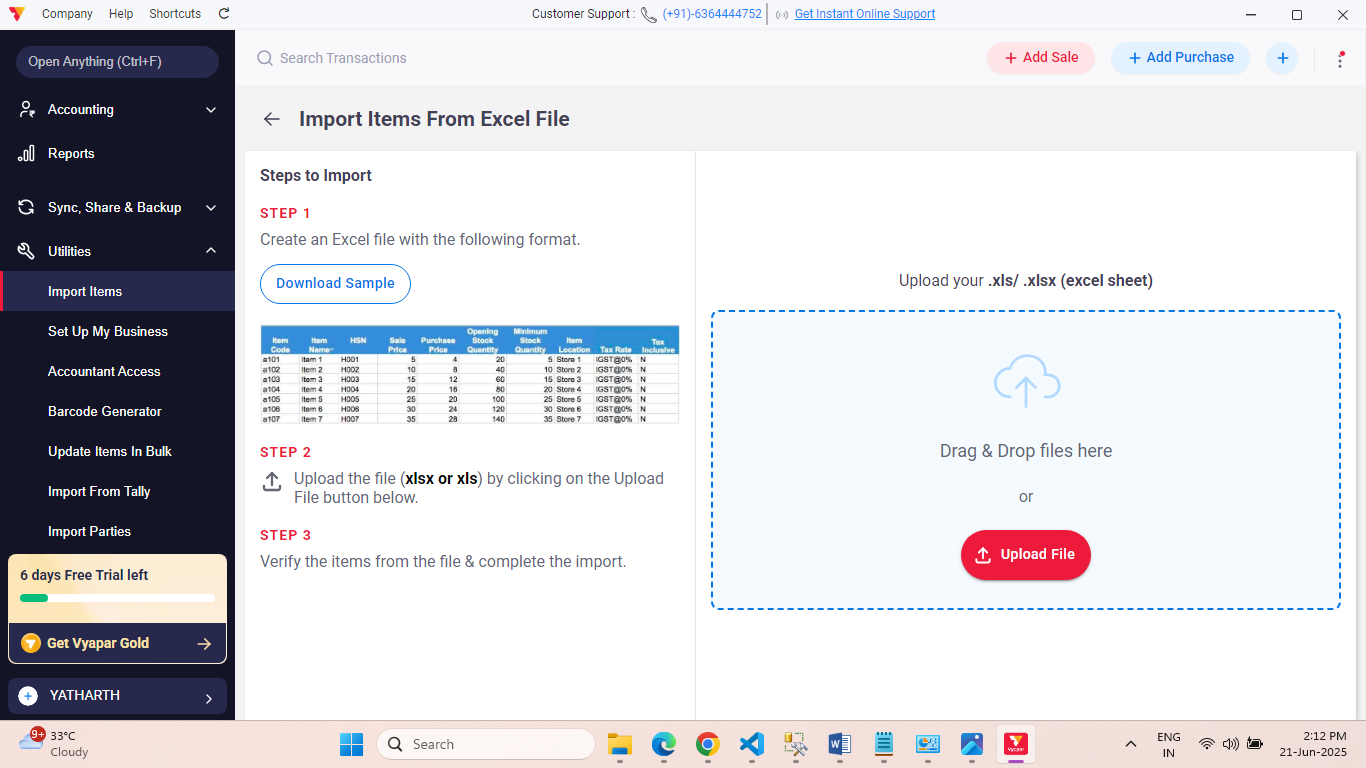 Company Help Shortcuts
Customer Support : (+91)-6364444752 Get Instant Online Support
Open Anything (Ctrl+F)
Accounting
Reports
Sync, Share & Backup
Utilities
Import Items
Set Up My Business
Accountant Access
Barcode Generator
Update Items In Bulk
Import From Tally
Import Parties
6 days Free Trial left
Get Vyapar Gold
YATHARTH
Search Transactions
+ Add Sale
+ Add Purchase
+
Import Items From Excel File
Steps to Import
STEP 1
Create an Excel file with the following format.
Download Sample
Item Code Item Name* HSN Sale Price Purchase Price Opening Stock Quantity Minimum Stock Quantity Item Location Tax Rate Tax Inclusive
a101 Item 1 H001 5 4 20 5 Store 1 IGST@0% N
a102 Item 2 H002 10 8 40 10 Store 2 IGST@0% N
a103 Item 3 H003 15 12 60 15 Store 3 IGST@0% N
a104 Item 4 H004 20 16 80 20 Store 4 IGST@0% N
a105 Item 5 H005 25 20 100 25 Store 5 IGST@0% N
a106 Item 6 H006 30 24 120 30 Store 6 IGST@0% N
a107 Item 7 H007 35 28 140 35 Store 7 IGST@0% N
STEP 2
Upload the file (xlsx or xls) by clicking on the Upload
File button below.
STEP 3
Verify the items from the file & complete the import.
Upload your .xls/ .xlsx (excel sheet)
Drag & Drop files here
or
Upload File
9+
33°C
Cloudy
Search
Vyapar
ENG
IN
2:12 PM
21-Jun-2025